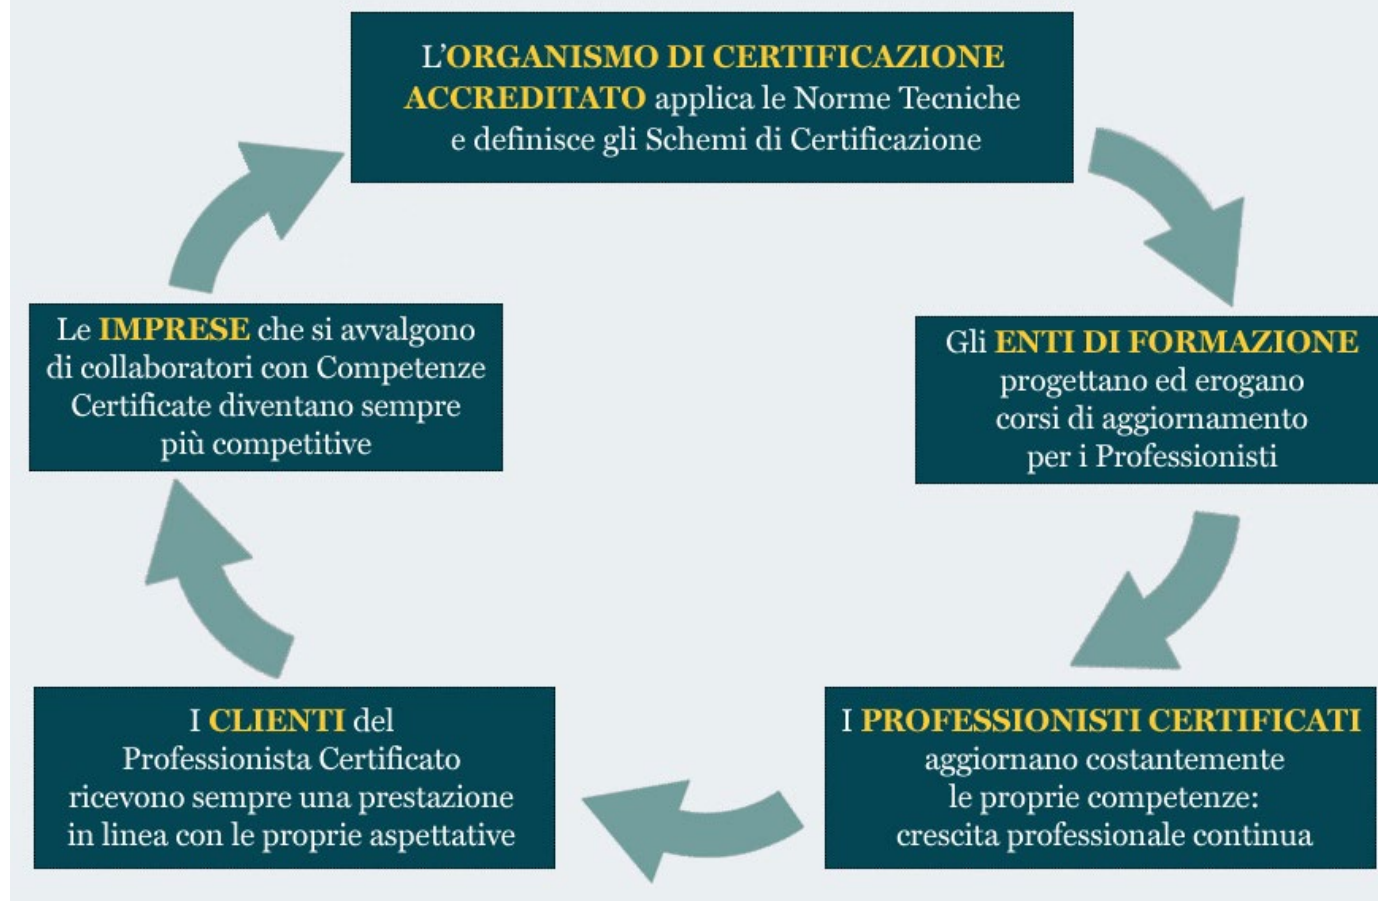 L'ORGANISMO DI CERTIFICAZIONE
ACCREDITATO applica le Norme Tecniche
e definisce gli Schemi di Certificazione
Gli ENTI DI FORMAZIONE
progettano ed erogano
corsi di aggiornamento
per i Professionisti
I PROFESSIONISTI CERTIFICATI
aggiornano costantemente
le proprie competenze:
crescita professionale continua
I CLIENTI del
Professionista Certificato
ricevono sempre una prestazione
in linea con le proprie aspettative
Le IMPRESE che si avvalgono
di collaboratori con Competenze
Certificate diventano sempre
più competitive